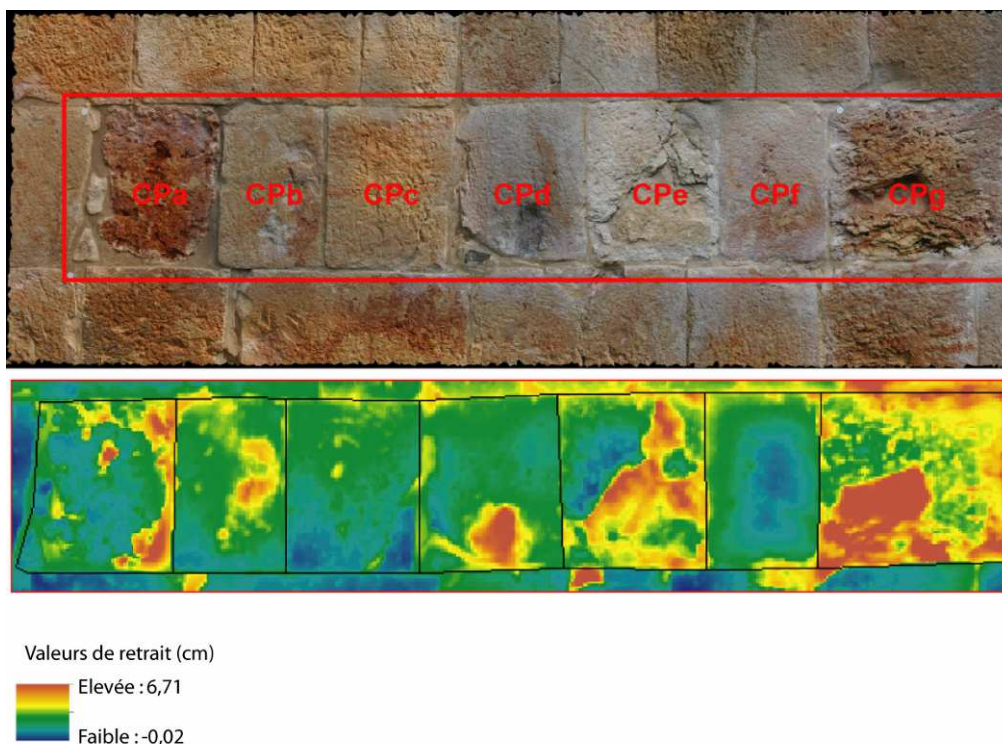 CPa CPb CPc CPd CPe CPf CPg
Valeurs de retrait (cm)
Elevée : 6,71
Faible : -0,02